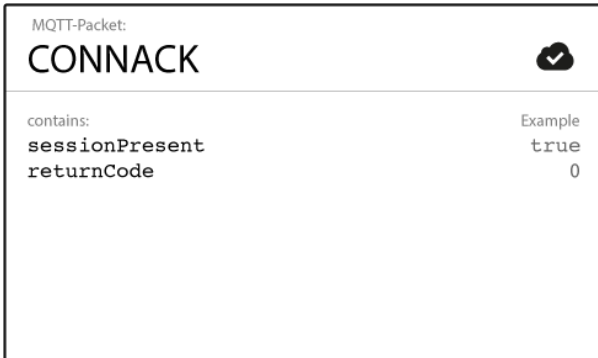 MQTT-Packet:
CONNACK
contains: Example
sessionPresent true
returnCode 0